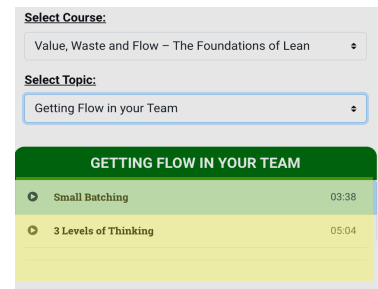 Select Course:
Value, Waste and Flow – The Foundations of Lean
Select Topic:
Getting Flow in your Team
GETTING FLOW IN YOUR TEAM
Small Batching 03:38
3 Levels of Thinking 05:04